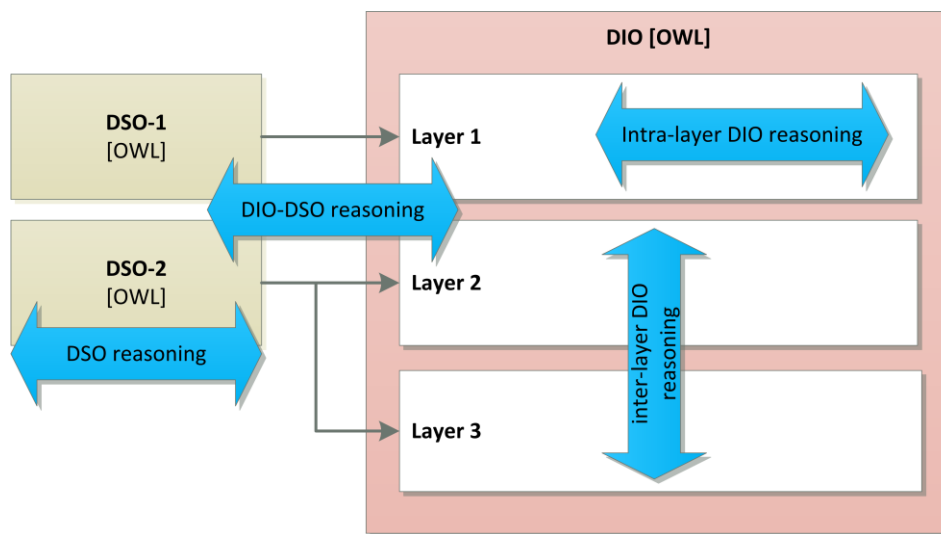 DIO [OWL]
DSO-1
[OWL]
Layer 1
Intra-layer DIO reasoning
DIO-DSO reasoning
DSO-2
[OWL]
Layer 2
DSO reasoning
inter-layer DIO
reasoning
Layer 3